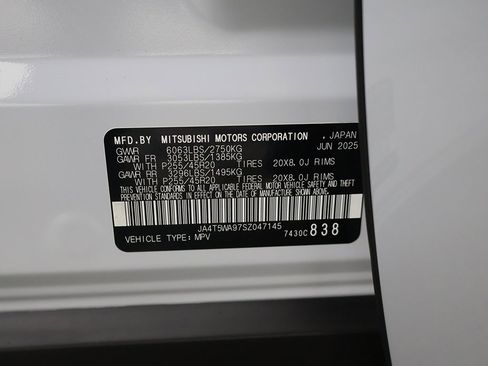 MFD.BY MITSUBISHI MOTORS CORPORATION , JAPAN
GVWR 6063LBS/2750KG JUN 2025
GAWR FR 3053LBS/1385KG
WITH P255/45R20 TIRES 20X8.0J RIMS
GAWR RR 3296LBS/1495KG
WITH P255/45R20 TIRES 20X8.0J RIMS
THIS VEHICLE CONFORMS TO ALL APPLICABLE FEDERAL MOTOR VEHICLE SAFETY AND THEFT
PREVENTION STANDARDS IN EFFECT ON THE DATE OF MANUFACTURE SHOWN ABOVE.
JA4T5WA97SZ047145
VEHICLE TYPE: MPV 7430C 838